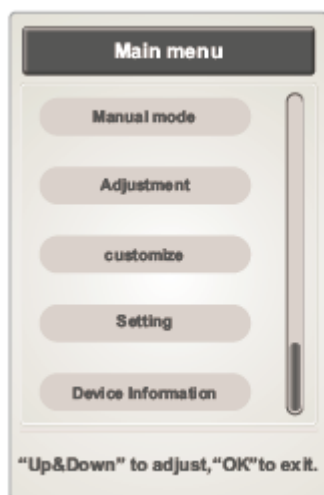 Main menu
Manual mode
Adjustment
customize
Setting
Device Information
“Up&Down” to adjust,“OK”to exit.